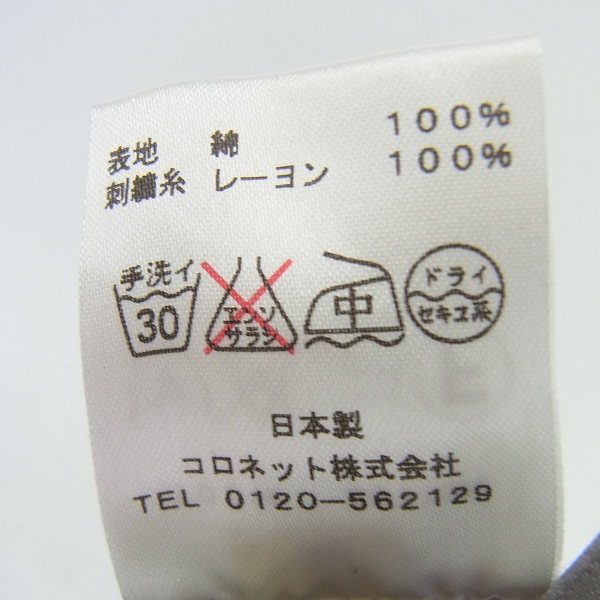 表地 綿 100%
刺繍糸 レーヨン 100%
手洗イ
30
エンソ
サラシ
中
ドライ
セキユ系
日本製
コロネット株式会社
TEL 0120-562129